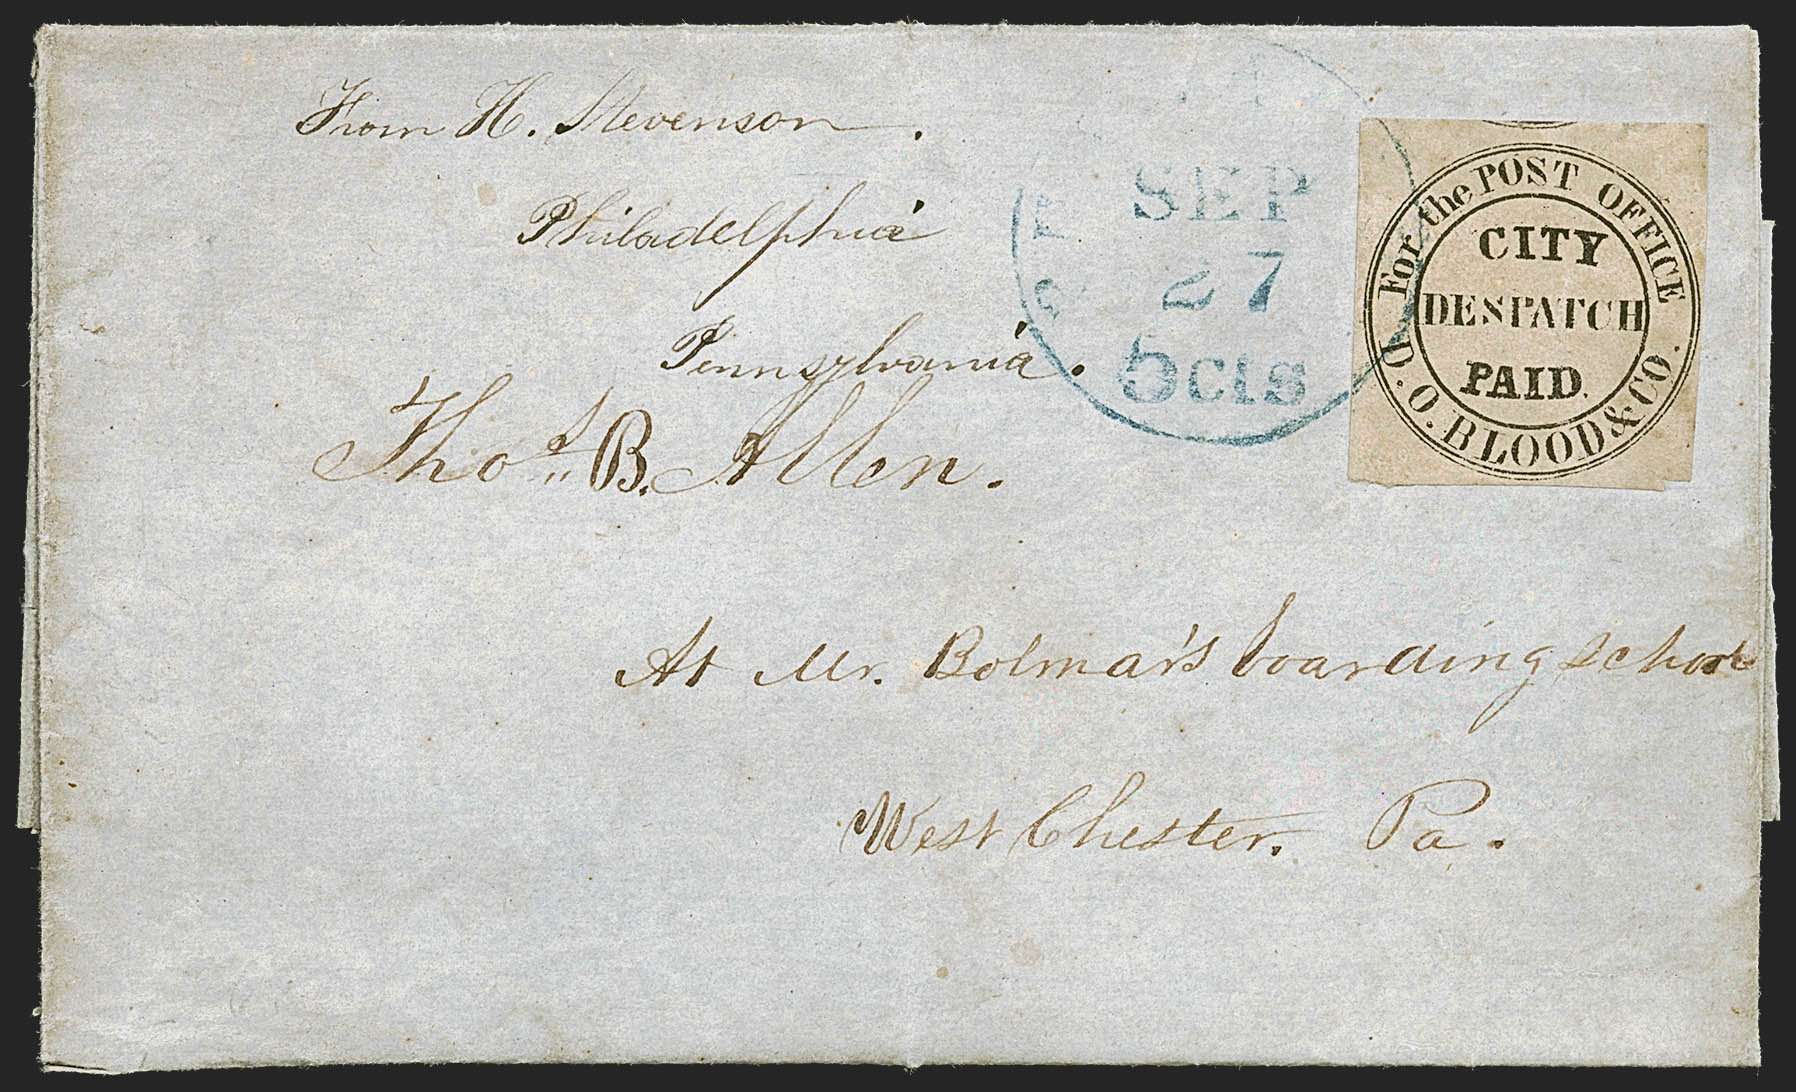 From H. Stevenson.
Philadelphia
Pennsylvania.
SEP
27
5cts
For the POST OFFICE
CITY
DESPATCH
PAID.
D.O. BLOOD & CO.
Thos. B. Allen.
At Mr. Bolmar's boarding school
West Chester. Pa.